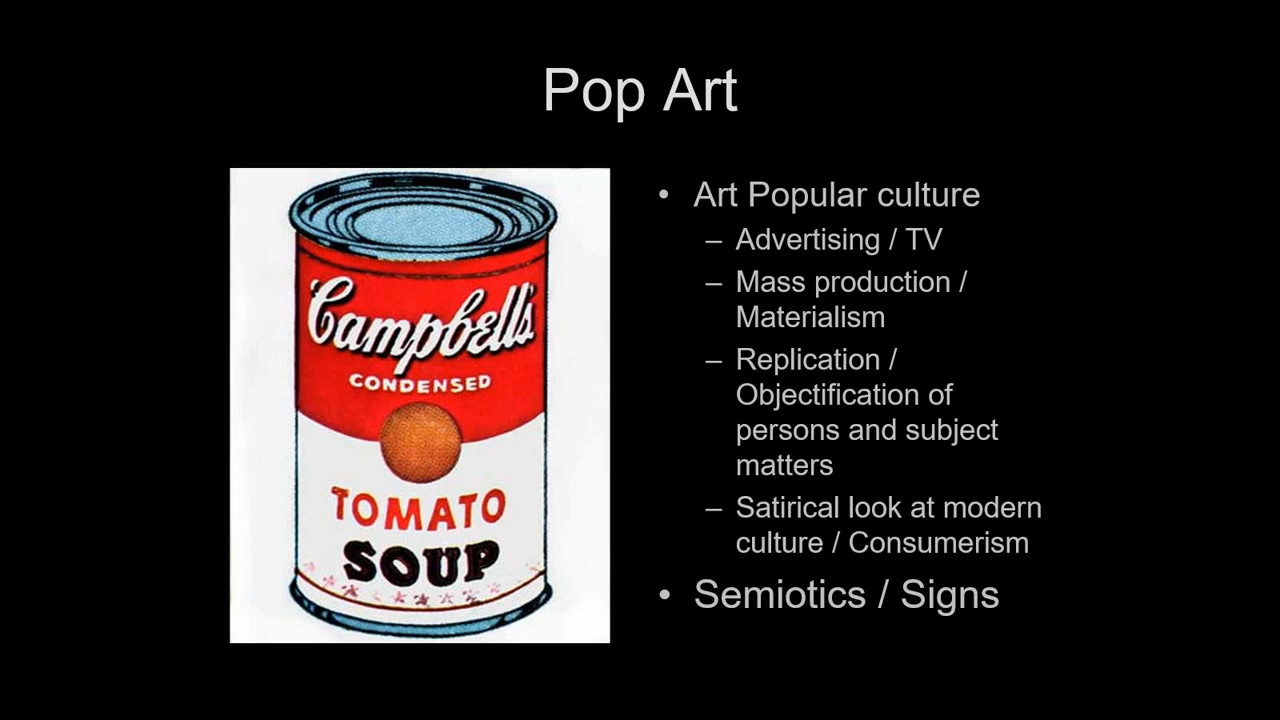 Pop Art
Campbell's
CONDENSED
TOMATO
SOUP
• Art Popular culture
– Advertising / TV
– Mass production /
Materialism
– Replication /
Objectification of
persons and subject
matters
– Satirical look at modern
culture / Consumerism
• Semiotics / Signs